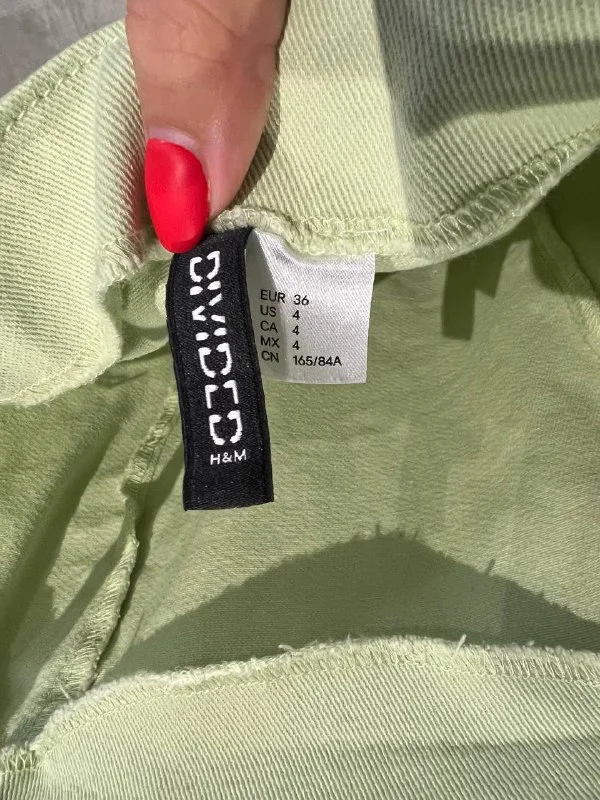 DIVIDED
H&M
EUR 36
US 4
CA 4
MX 4
CN 165/84A